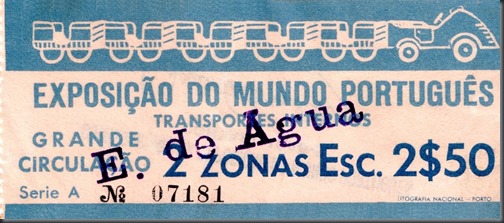 EXPOSIÇÃO DO MUNDO PORTUGUÊS
TRANSPORTES INTERNOS
GRANDE
CIRCULAÇÃO 2 ZONAS ESC. 2$50
E. de Agua
Serie A № 07181
LITOGRAFIA NACIONAL - PORTO